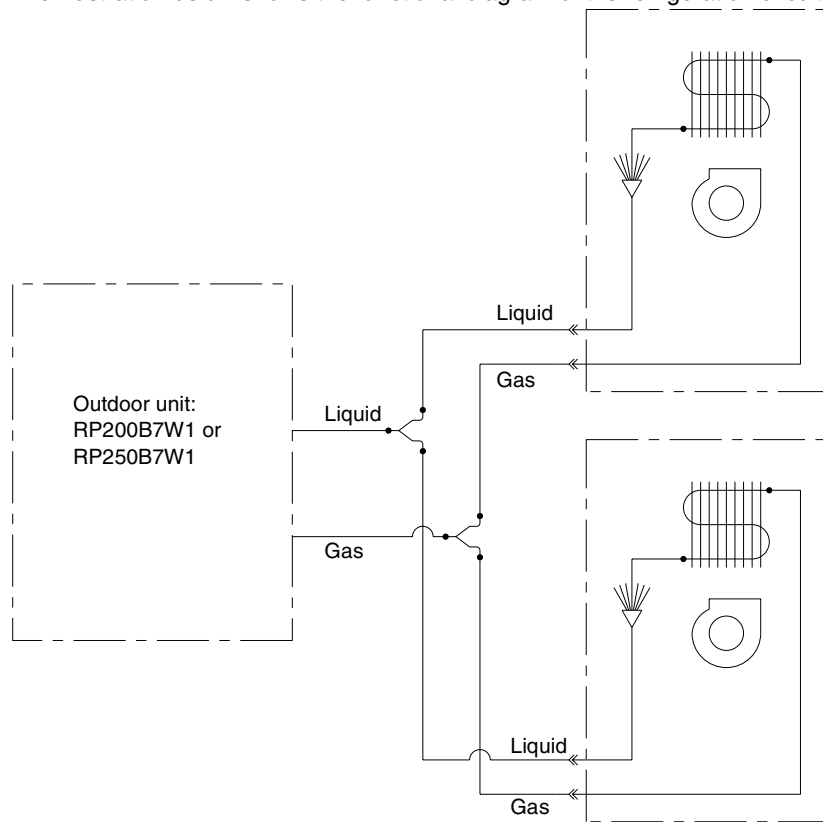 Liquid
Gas
Outdoor unit:
RP200B7W1 or
RP250B7W1
Liquid
Gas
Liquid
Gas